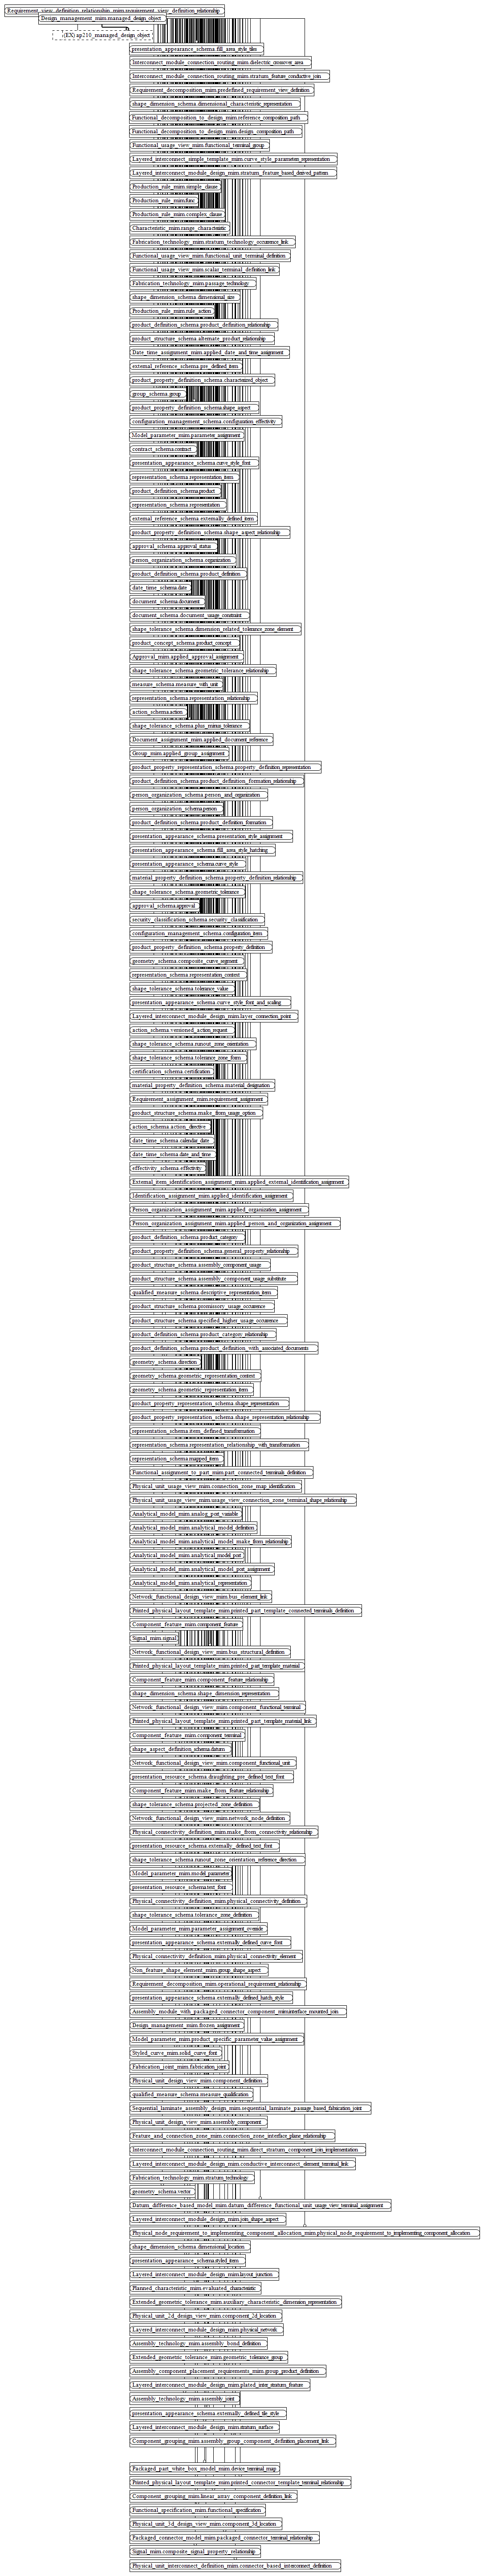 Requirement_view_definition_relationship_mim.requirement_view_definition_relationship
Design_management_mim.managed_design_object
(EX) ap210_managed_design_object
presentation_appearance_schema.fill_area_style_tiles
Interconnect_module_connection_routing_mim.dielectric_crossover_area
Interconnect_module_connection_routing_mim.stratum_feature_conductive_join
Requirement_decomposition_mim.predefined_requirement_view_definition
shape_dimension_schema.dimensional_characteristic_representation
Functional_decomposition_to_design_mim.reference_composition_path
Functional_decomposition_to_design_mim.design_composition_path
Functional_usage_view_mim.functional_terminal_group
Layered_interconnect_simple_template_mim.curve_style_parameters_representation
Layered_interconnect_module_design_mim.stratum_feature_based_derived_pattern
Production_rule_mim.simple_clause
Production_rule_mim.func
Production_rule_mim.complex_clause
Characteristic_mim.range_characteristic
Fabrication_technology_mim.stratum_technology_occurrence_link
Functional_usage_view_mim.functional_unit_terminal_definition
Functional_usage_view_mim.scalar_terminal_definition_link
Fabrication_technology_mim.passage_technology
shape_dimension_schema.dimensional_size
Production_rule_mim.rule_action
product_definition_schema.product_definition_relationship
product_structure_schema.alternate_product_relationship
Date_time_assignment_mim.applied_date_and_time_assignment
external_reference_schema.pre_defined_item
product_property_definition_schema.characterized_object
group_schema.group
product_property_definition_schema.shape_aspect
configuration_management_schema.configuration_effectivity
Model_parameter_mim.parameter_assignment
contract_schema.contract
presentation_appearance_schema.curve_style_font
representation_schema.representation_item
product_definition_schema.product
representation_schema.representation
external_reference_schema.externally_defined_item
product_property_definition_schema.shape_aspect_relationship
approval_schema.approval_status
person_organization_schema.organization
product_definition_schema.product_definition
date_time_schema.date
document_schema.document
document_schema.document_usage_constraint
shape_tolerance_schema.dimension_related_tolerance_zone_element
product_concept_schema.product_concept
Approval_mim.applied_approval_assignment
shape_tolerance_schema.geometric_tolerance_relationship
measure_schema.measure_with_unit
representation_schema.representation_relationship
action_schema.action
shape_tolerance_schema.plus_minus_tolerance
Document_assignment_mim.applied_document_reference
Group_mim.applied_group_assignment
product_property_representation_schema.property_definition_representation
product_definition_schema.product_definition_formation_relationship
person_organization_schema.person_and_organization
person_organization_schema.person
product_definition_schema.product_definition_formation
presentation_appearance_schema.presentation_style_assignment
presentation_appearance_schema.fill_area_style_hatching
presentation_appearance_schema.curve_style
material_property_definition_schema.property_definition_relationship
shape_tolerance_schema.geometric_tolerance
approval_schema.approval
security_classification_schema.security_classification
configuration_management_schema.configuration_item
product_property_definition_schema.property_definition
geometry_schema.composite_curve_segment
representation_schema.representation_context
shape_tolerance_schema.tolerance_value
presentation_appearance_schema.curve_style_font_and_scaling
Layered_interconnect_module_design_mim.layer_connection_point
action_schema.versioned_action_request
shape_tolerance_schema.runout_zone_orientation
shape_tolerance_schema.tolerance_zone_form
certification_schema.certification
material_property_definition_schema.material_designation
Requirement_assignment_mim.requirement_assignment
product_structure_schema.make_from_usage_option
action_schema.action_directive
date_time_schema.calendar_date
date_time_schema.date_and_time
effectivity_schema.effectivity
External_item_identification_assignment_mim.applied_external_identification_assignment
Identification_assignment_mim.applied_identification_assignment
Person_organization_assignment_mim.applied_organization_assignment
Person_organization_assignment_mim.applied_person_and_organization_assignment
product_definition_schema.product_category
product_property_definition_schema.general_property_relationship
product_structure_schema.assembly_component_usage
product_structure_schema.assembly_component_usage_substitute
qualified_measure_schema.descriptive_representation_item
product_structure_schema.promissory_usage_occurrence
product_structure_schema.specified_higher_usage_occurrence
product_definition_schema.product_category_relationship
product_definition_schema.product_definition_with_associated_documents
geometry_schema.direction
geometry_schema.geometric_representation_context
geometry_schema.geometric_representation_item
product_property_representation_schema.shape_representation
product_property_representation_schema.shape_representation_relationship
representation_schema.item_defined_transformation
representation_schema.representation_relationship_with_transformation
representation_schema.mapped_item
Functional_assignment_to_part_mim.part_connected_terminals_definition
Physical_unit_usage_view_mim.connection_zone_map_identification
Physical_unit_usage_view_mim.usage_view_connection_zone_terminal_shape_relationship
Analytical_model_mim.analog_port_variable
Analytical_model_mim.analytical_model_definition
Analytical_model_mim.analytical_model_make_from_relationship
Analytical_model_mim.analytical_model_port
Analytical_model_mim.analytical_model_port_assignment
Analytical_model_mim.analytical_representation
Network_functional_design_view_mim.bus_element_link
Printed_physical_layout_template_mim.printed_part_template_connected_terminals_definition
Component_feature_mim.component_feature
Signal_mim.signal
Network_functional_design_view_mim.bus_structural_definition
Printed_physical_layout_template_mim.printed_part_template_material
Component_feature_mim.component_feature_relationship
shape_dimension_schema.shape_dimension_representation
Network_functional_design_view_mim.component_functional_terminal
Printed_physical_layout_template_mim.printed_part_template_material_link
Component_feature_mim.component_terminal
shape_aspect_definition_schema.datum
Network_functional_design_view_mim.component_functional_unit
presentation_resource_schema.draughting_pre_defined_text_font
Component_feature_mim.make_from_feature_relationship
shape_tolerance_schema.projected_zone_definition
Network_functional_design_view_mim.network_node_definition
Physical_connectivity_definition_mim.make_from_connectivity_relationship
presentation_resource_schema.externally_defined_text_font
shape_tolerance_schema.runout_zone_orientation_reference_direction
Model_parameter_mim.model_parameter
presentation_resource_schema.text_font
Physical_connectivity_definition_mim.physical_connectivity_definition
shape_tolerance_schema.tolerance_zone_definition
Model_parameter_mim.parameter_assignment_override
presentation_appearance_schema.externally_defined_curve_font
Physical_connectivity_definition_mim.physical_connectivity_element
Non_feature_shape_element_mim.group_shape_aspect
Requirement_decomposition_mim.operational_requirement_relationship
presentation_appearance_schema.externally_defined_hatch_style
Assembly_module_with_packaged_connector_component_mim.interface_mounted_join
Design_management_mim.frozen_assignment
Model_parameter_mim.product_specific_parameter_value_assignment
Styled_curve_mim.solid_curve_font
Fabrication_joint_mim.fabrication_joint
Physical_unit_design_view_mim.component_definition
qualified_measure_schema.measure_qualification
Sequential_laminate_assembly_design_mim.sequential_laminate_passage_based_fabrication_joint
Physical_unit_design_view_mim.assembly_component
Feature_and_connection_zone_mim.connection_zone_interface_plane_relationship
Interconnect_module_connection_routing_mim.direct_stratum_component_join_implementation
Layered_interconnect_module_design_mim.conductive_interconnect_element_terminal_link
Fabrication_technology_mim.stratum_technology
geometry_schema.vector
Datum_difference_based_model_mim.datum_difference_functional_unit_usage_view_terminal_assignment
Layered_interconnect_module_design_mim.join_shape_aspect
Physical_node_requirement_to_implementing_component_allocation_mim.physical_node_requirement_to_implementing_component_allocation
shape_dimension_schema.dimensional_location
presentation_appearance_schema.styled_item
Layered_interconnect_module_design_mim.layout_junction
Planned_characteristic_mim.evaluated_characteristic
Extended_geometric_tolerance_mim.auxiliary_characteristic_dimension_representation
Physical_unit_2d_design_view_mim.component_2d_location
Layered_interconnect_module_design_mim.physical_network
Assembly_technology_mim.assembly_bond_definition
Extended_geometric_tolerance_mim.geometric_tolerance_group
Assembly_component_placement_requirements_mim.group_product_definition
Layered_interconnect_module_design_mim.plated_inter_stratum_feature
Assembly_technology_mim.assembly_joint
presentation_appearance_schema.externally_defined_tile_style
Layered_interconnect_module_design_mim.stratum_surface
Component_grouping_mim.assembly_group_component_definition_placement_link
Packaged_part_white_box_model_mim.device_terminal_map
Printed_physical_layout_template_mim.printed_connector_template_terminal_relationship
Component_grouping_mim.linear_array_component_definition_link
Functional_specification_mim.functional_specification
Physical_unit_3d_design_view_mim.component_3d_location
Packaged_connector_model_mim.packaged_connector_terminal_relationship
Signal_mim.composite_signal_property_relationship
Physical_unit_interconnect_definition_mim.connector_based_interconnect_definition